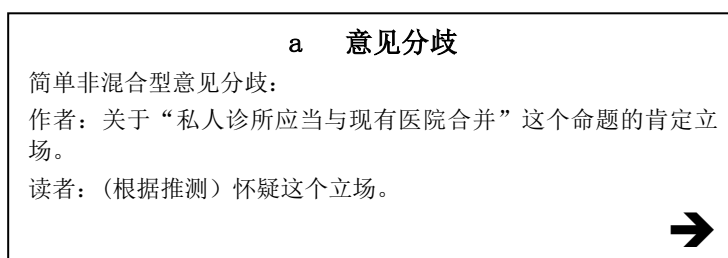 a 意见分歧
简单非混合型意见分歧：
作者：关于“私人诊所应当与现有医院合并”这个命题的肯定立
场。
读者：（根据推测）怀疑这个立场。